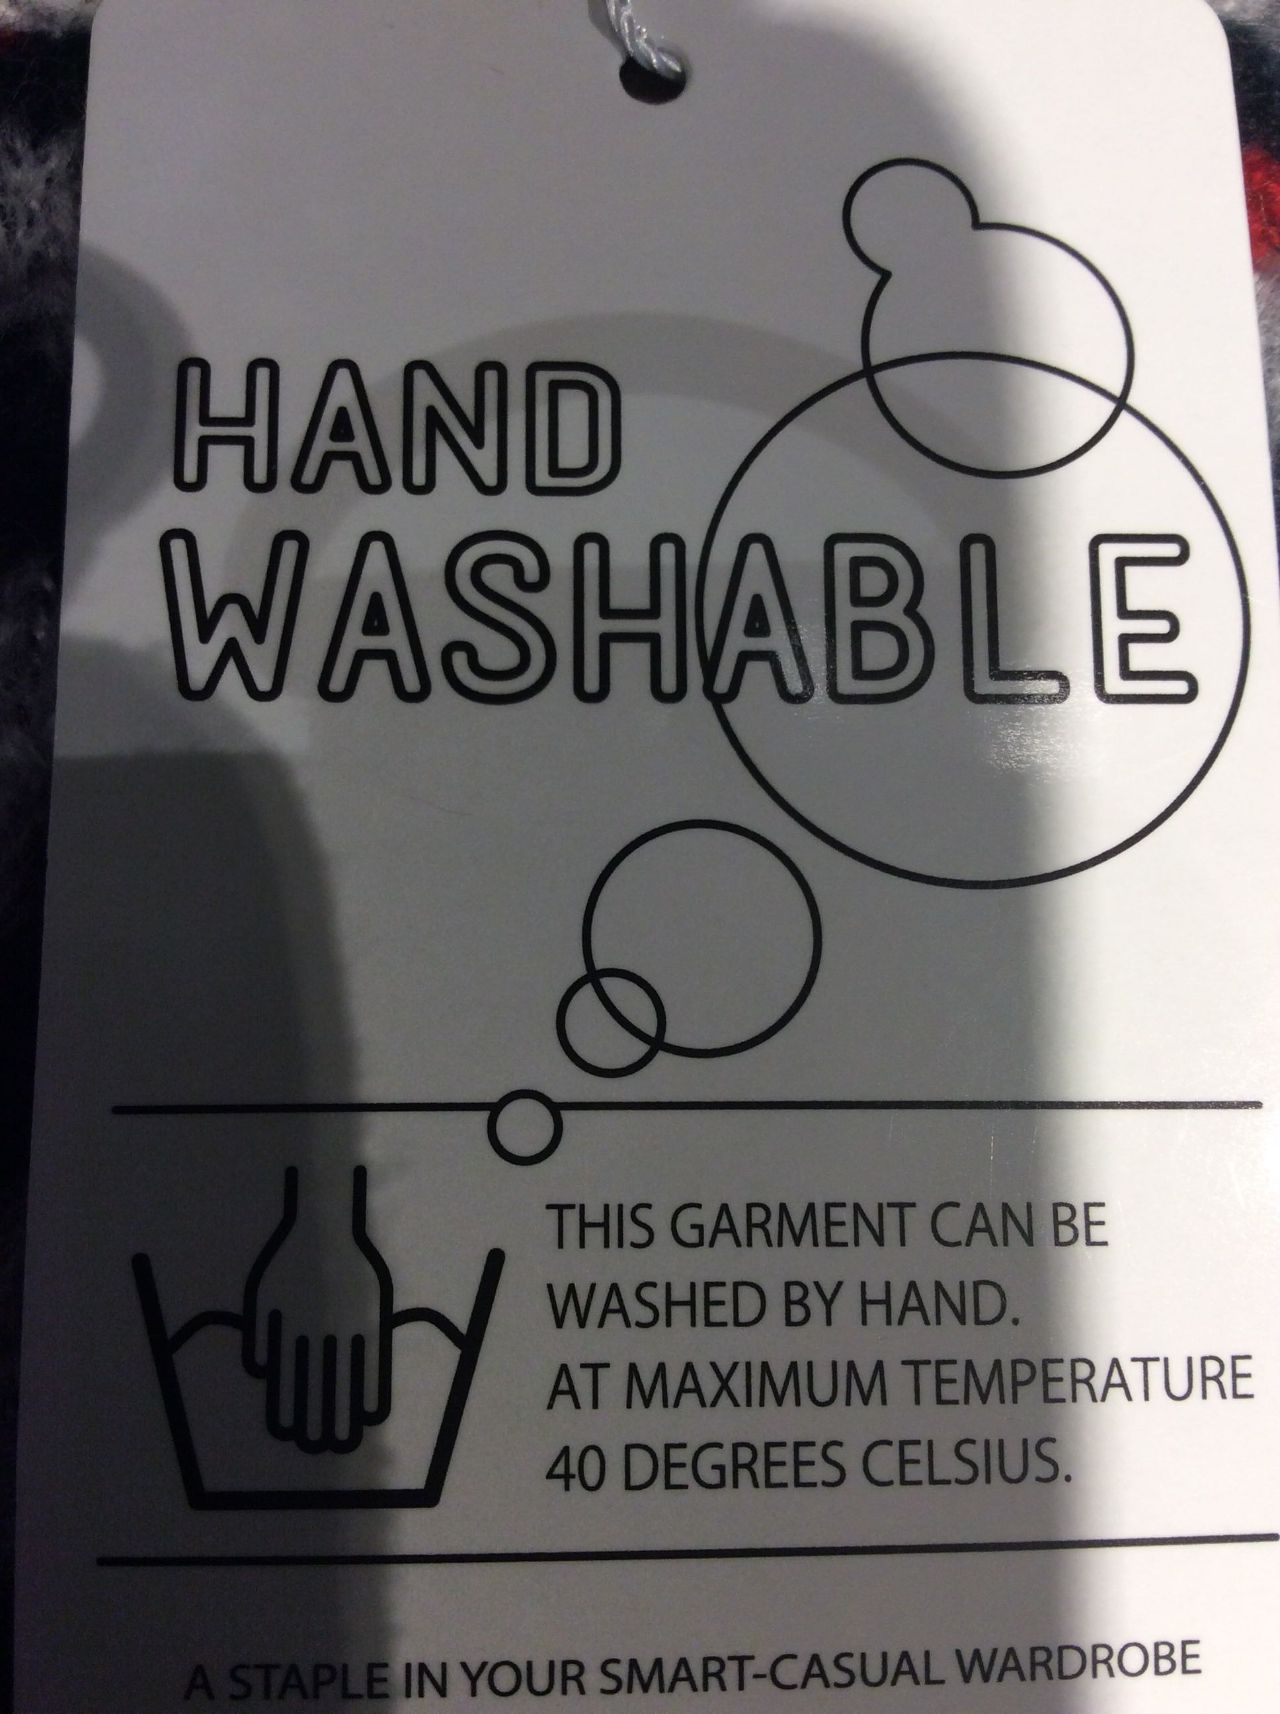 HAND
WASHABLE
THIS GARMENT CAN BE
WASHED BY HAND.
AT MAXIMUM TEMPERATURE
40 DEGREES CELSIUS.
A STAPLE IN YOUR SMART-CASUAL WARDROBE